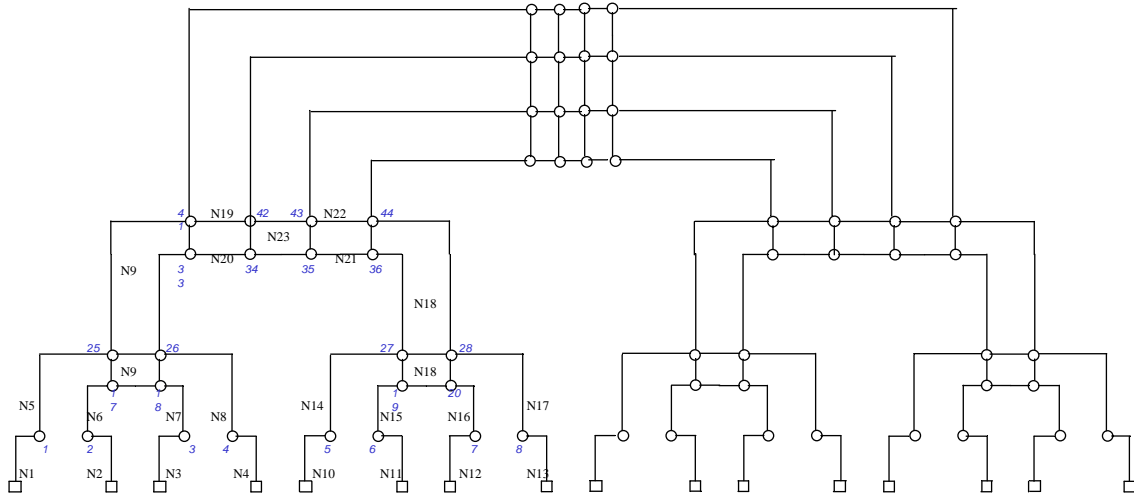 4 N19 42 43 N22 44
1
N23
N20 N21
3 34 35 36
3
N9
N18
25 26 27 28
N9 N18
1 1 1 20
7 8 9
N5 N6 N7 N8 N14 N15 N16 N17
1 2 3 4 5 6 7 8
N1 N2 N3 N4 N10 N11 N12 N13